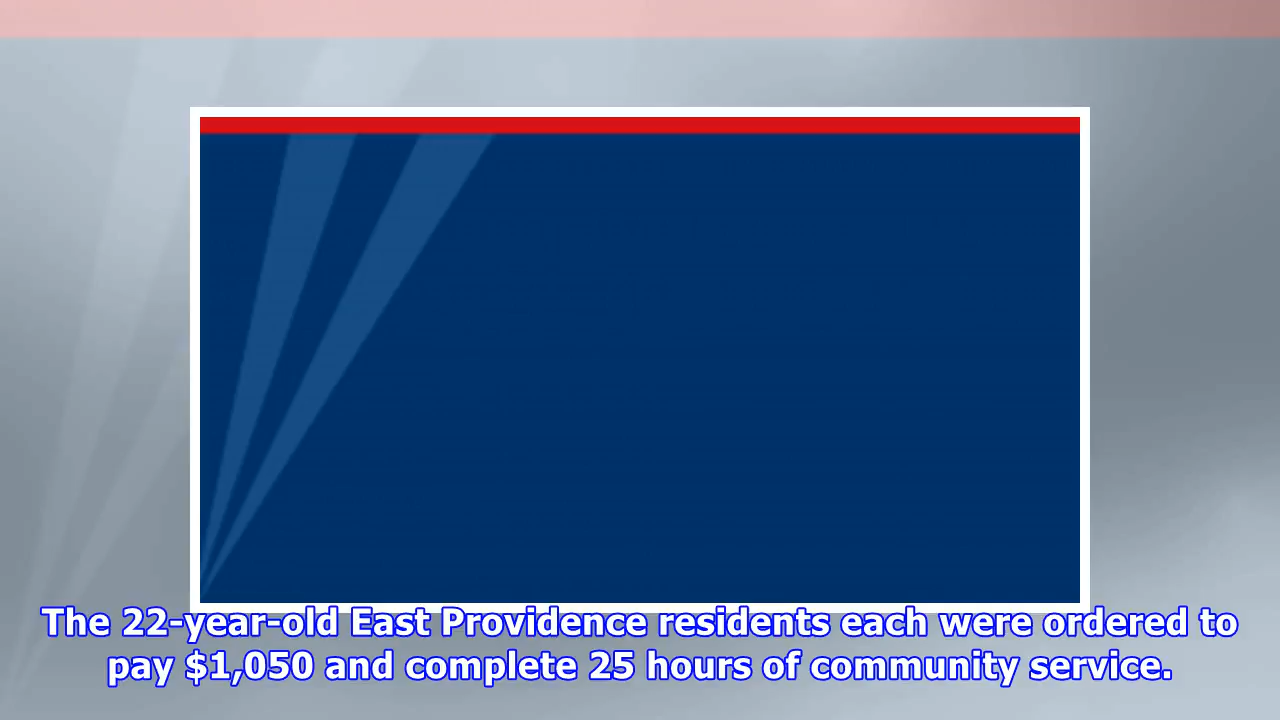 The 22-year-old East Providence residents each were ordered to
pay $1,050 and complete 25 hours of community service.